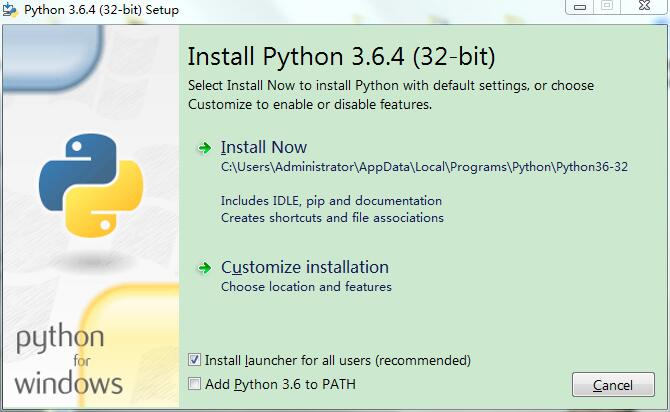 Python 3.6.4 (32-bit) Setup
Install Python 3.6.4 (32-bit)
Select Install Now to install Python with default settings, or choose
Customize to enable or disable features.
Install Now
C:\Users\Administrator\AppData\Local\Programs\Python\Python36-32
Includes IDLE, pip and documentation
Creates shortcuts and file associations
Customize installation
Choose location and features
python
for
windows
Install launcher for all users (recommended)
Add Python 3.6 to PATH
Cancel